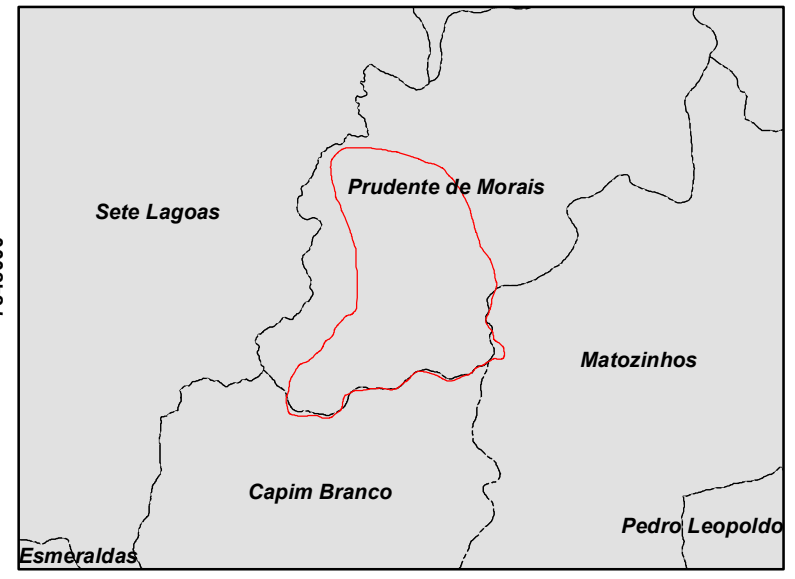 Prudente de Morais
Sete Lagoas
Matozinhos
Capim Branco
Pedro Leopoldo
Esmeraldas